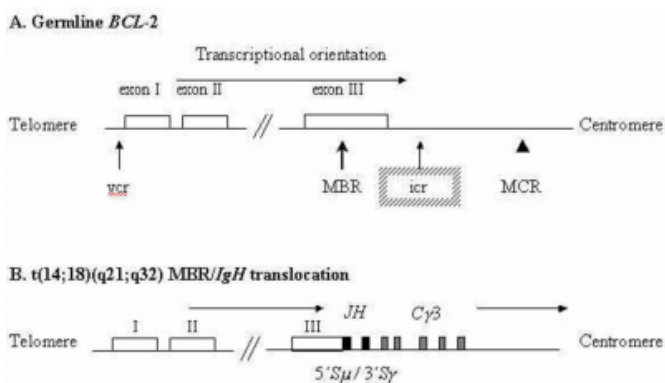 A. Germline BCL-2
Transcriptional orientation
exon I exon II exon III
Telomere // Centromere
vcr MBR icr MCR
B. t(14;18)(q21;q32) MBR/IgH translocation
I II III JH Cγ3
Telomere // Centromere
5'Sμ / 3'Sγ